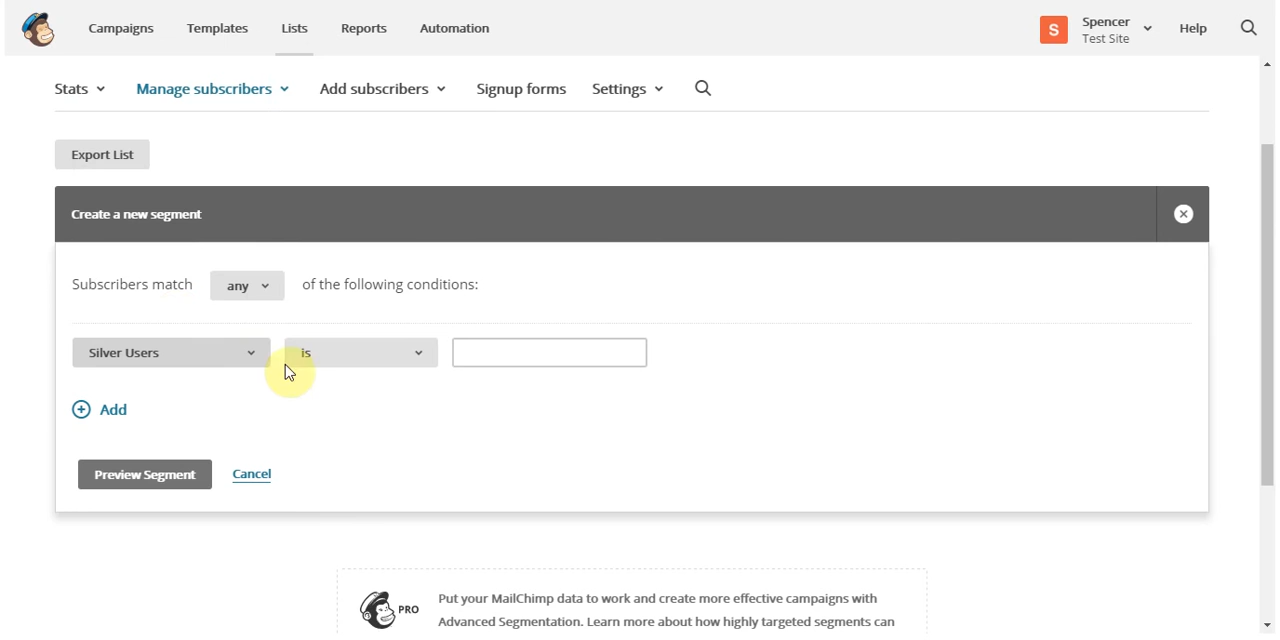 Campaigns Templates Lists Reports Automation S Spencer Test Site Help
Stats Manage subscribers Add subscribers Signup forms Settings
Export List
Create a new segment
Subscribers match any of the following conditions:
Silver Users is
Add
Preview Segment Cancel
PRO Put your MailChimp data to work and create more effective campaigns with
Advanced Segmentation. Learn more about how highly targeted segments can